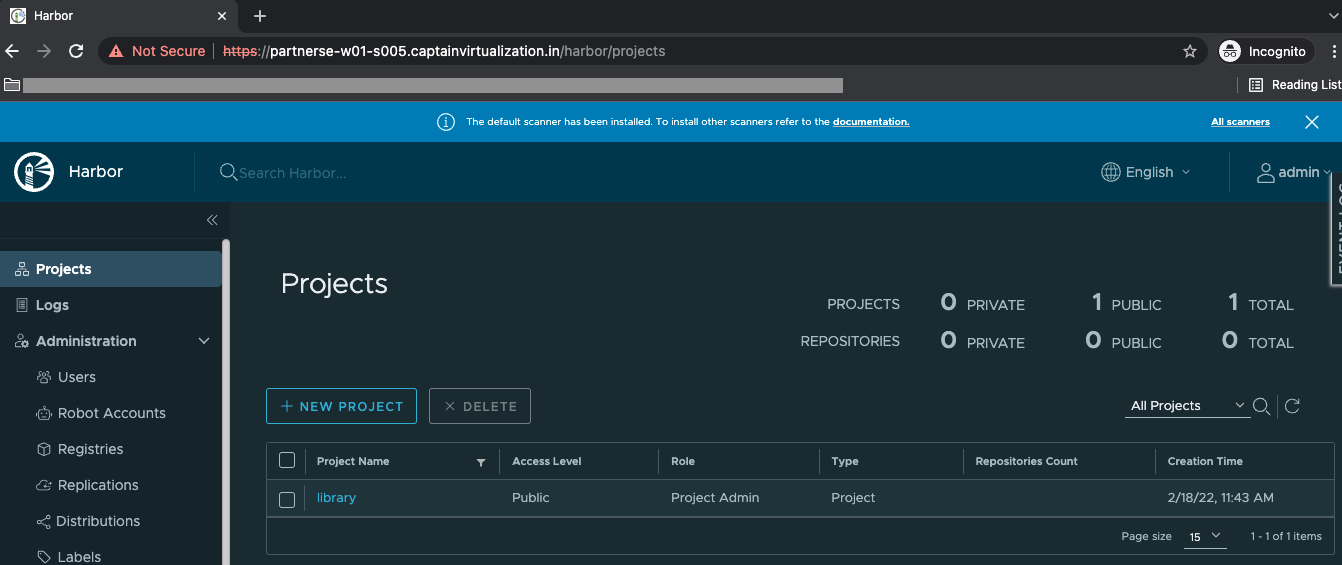 Harbor
Not Secure https://partnerse-w01-s005.captainvirtualization.in/harbor/projects Incognito
Reading List
The default scanner has been installed. To install other scanners refer to the documentation. All scanners
Harbor Search Harbor... English admin
EVENT LOG
Projects
Logs
Administration
Users
Robot Accounts
Registries
Replications
Distributions
Labels
Projects
PROJECTS 0 PRIVATE 1 PUBLIC 1 TOTAL
REPOSITORIES 0 PRIVATE 0 PUBLIC 0 TOTAL
+ NEW PROJECT × DELETE All Projects
Project Name Access Level Role Type Repositories Count Creation Time
library Public Project Admin Project 2/18/22, 11:43 AM
Page size 15 1 - 1 of 1 items